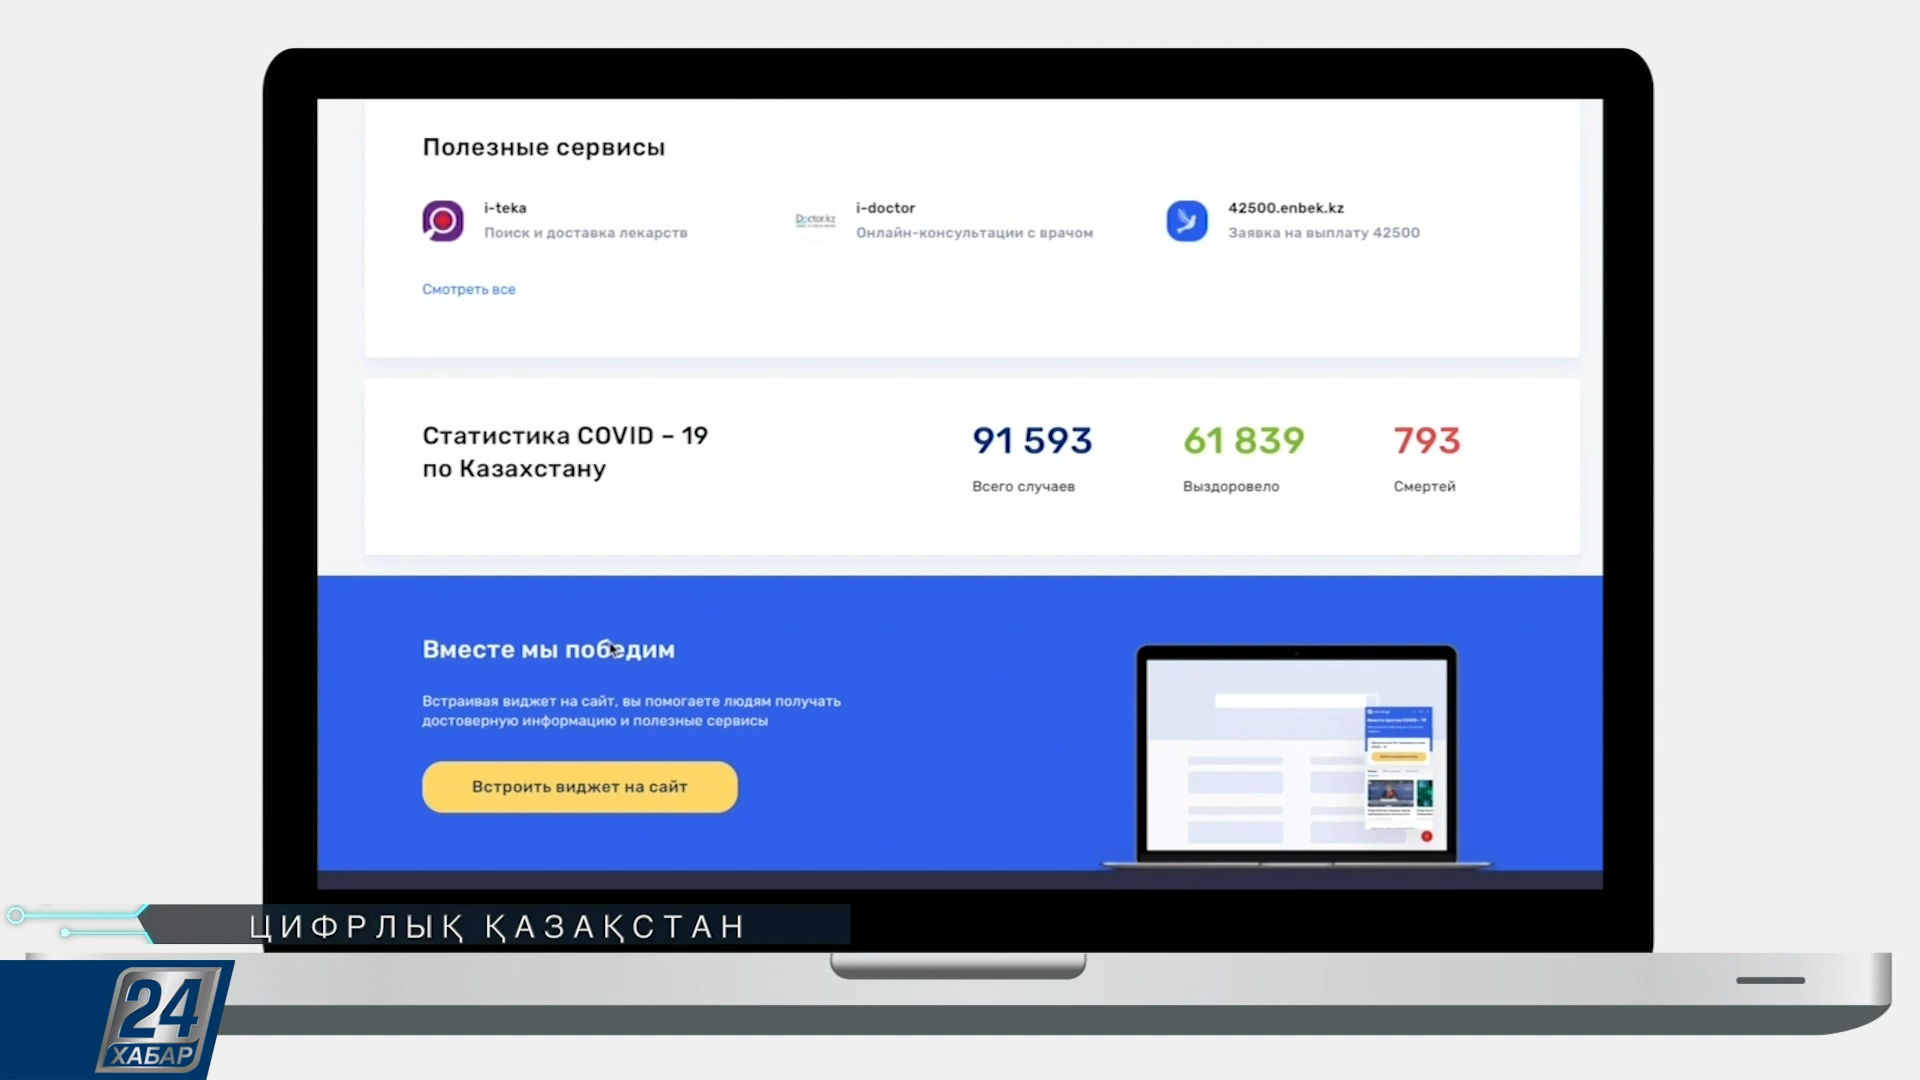 Полезные сервисы
i-teka
Поиск и доставка лекарств
Doctor.kz
i-doctor
Онлайн-консультации с врачом
42500.enbek.kz
Заявка на выплату 42500
Смотреть все
Статистика COVID – 19
по Казахстану
91 593
Всего случаев
61 839
Выздоровело
793
Смертей
Вместе мы победим
Встраивая виджет на сайт, вы помогаете людям получать
достоверную информацию и полезные сервисы
Встроить виджет на сайт
ЦИФРЛЫҚ ҚАЗАҚСТАН
24
ХАБАР